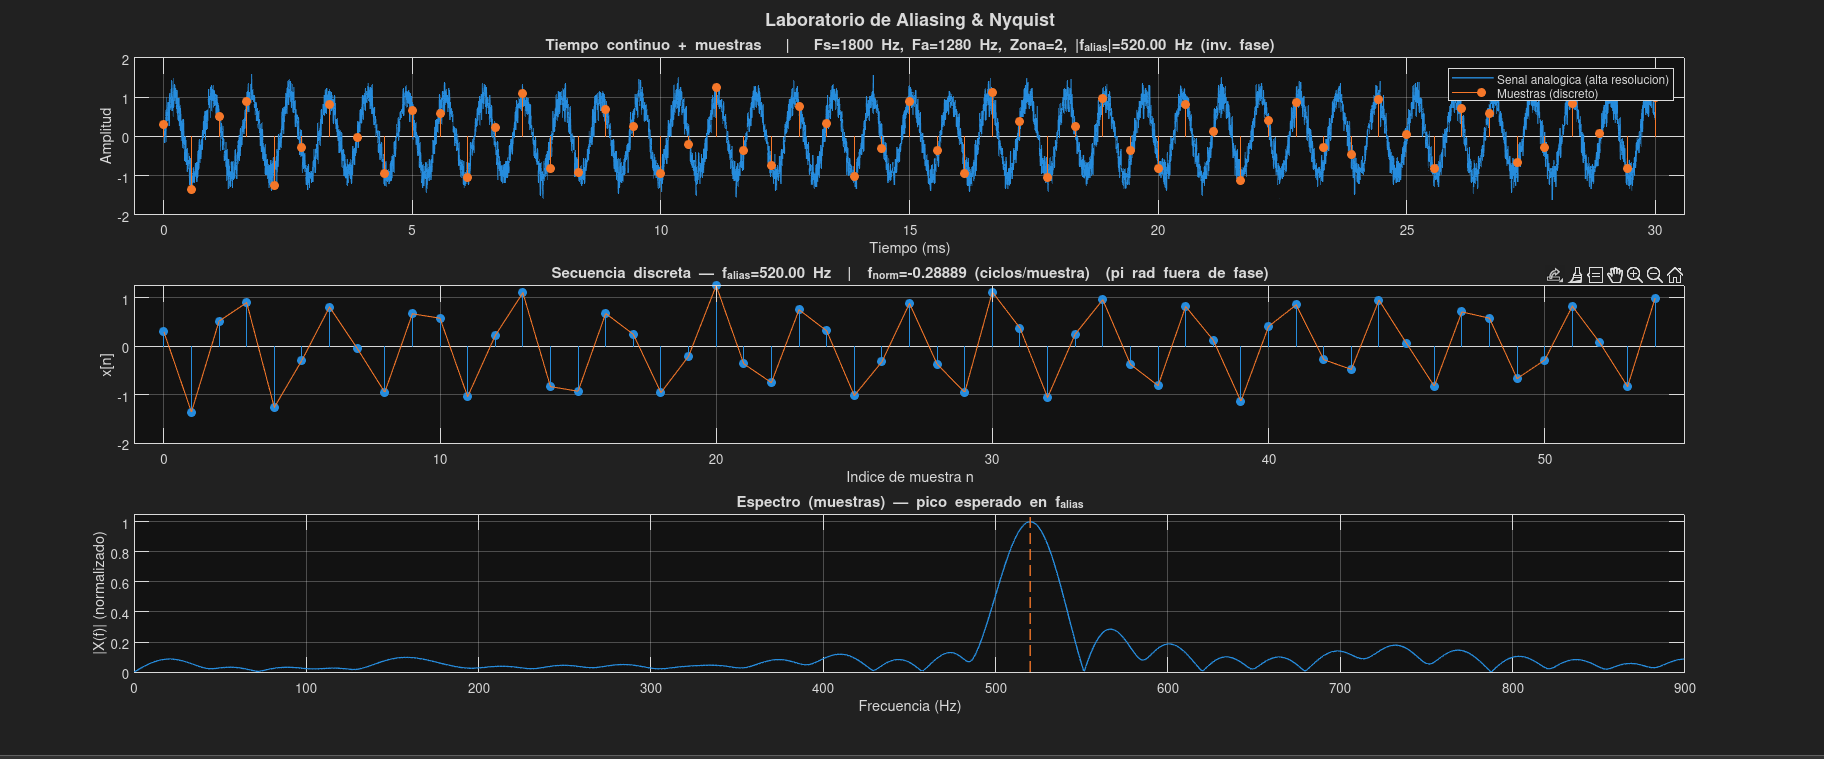 Laboratorio de Aliasing & Nyquist
Tiempo continuo + muestras | Fs=1800 Hz, Fa=1280 Hz, Zona=2, |falias|=520.00 Hz (inv. fase)
2
1
0
-1
-2
Amplitud
Senal analogica (alta resolucion)
Muestras (discreto)
0 5 10 15 20 25 30
Tiempo (ms)
Secuencia discreta — falias=520.00 Hz | fnorm=-0.28889 (ciclos/muestra) (pi rad fuera de fase)
1
0
-1
-2
x[n]
0 10 20 30 40 50
Indice de muestra n
Espectro (muestras) — pico esperado en falias
1
0.8
0.6
0.4
0.2
0
|X(f)| (normalizado)
0 100 200 300 400 500 600 700 800 900
Frecuencia (Hz)